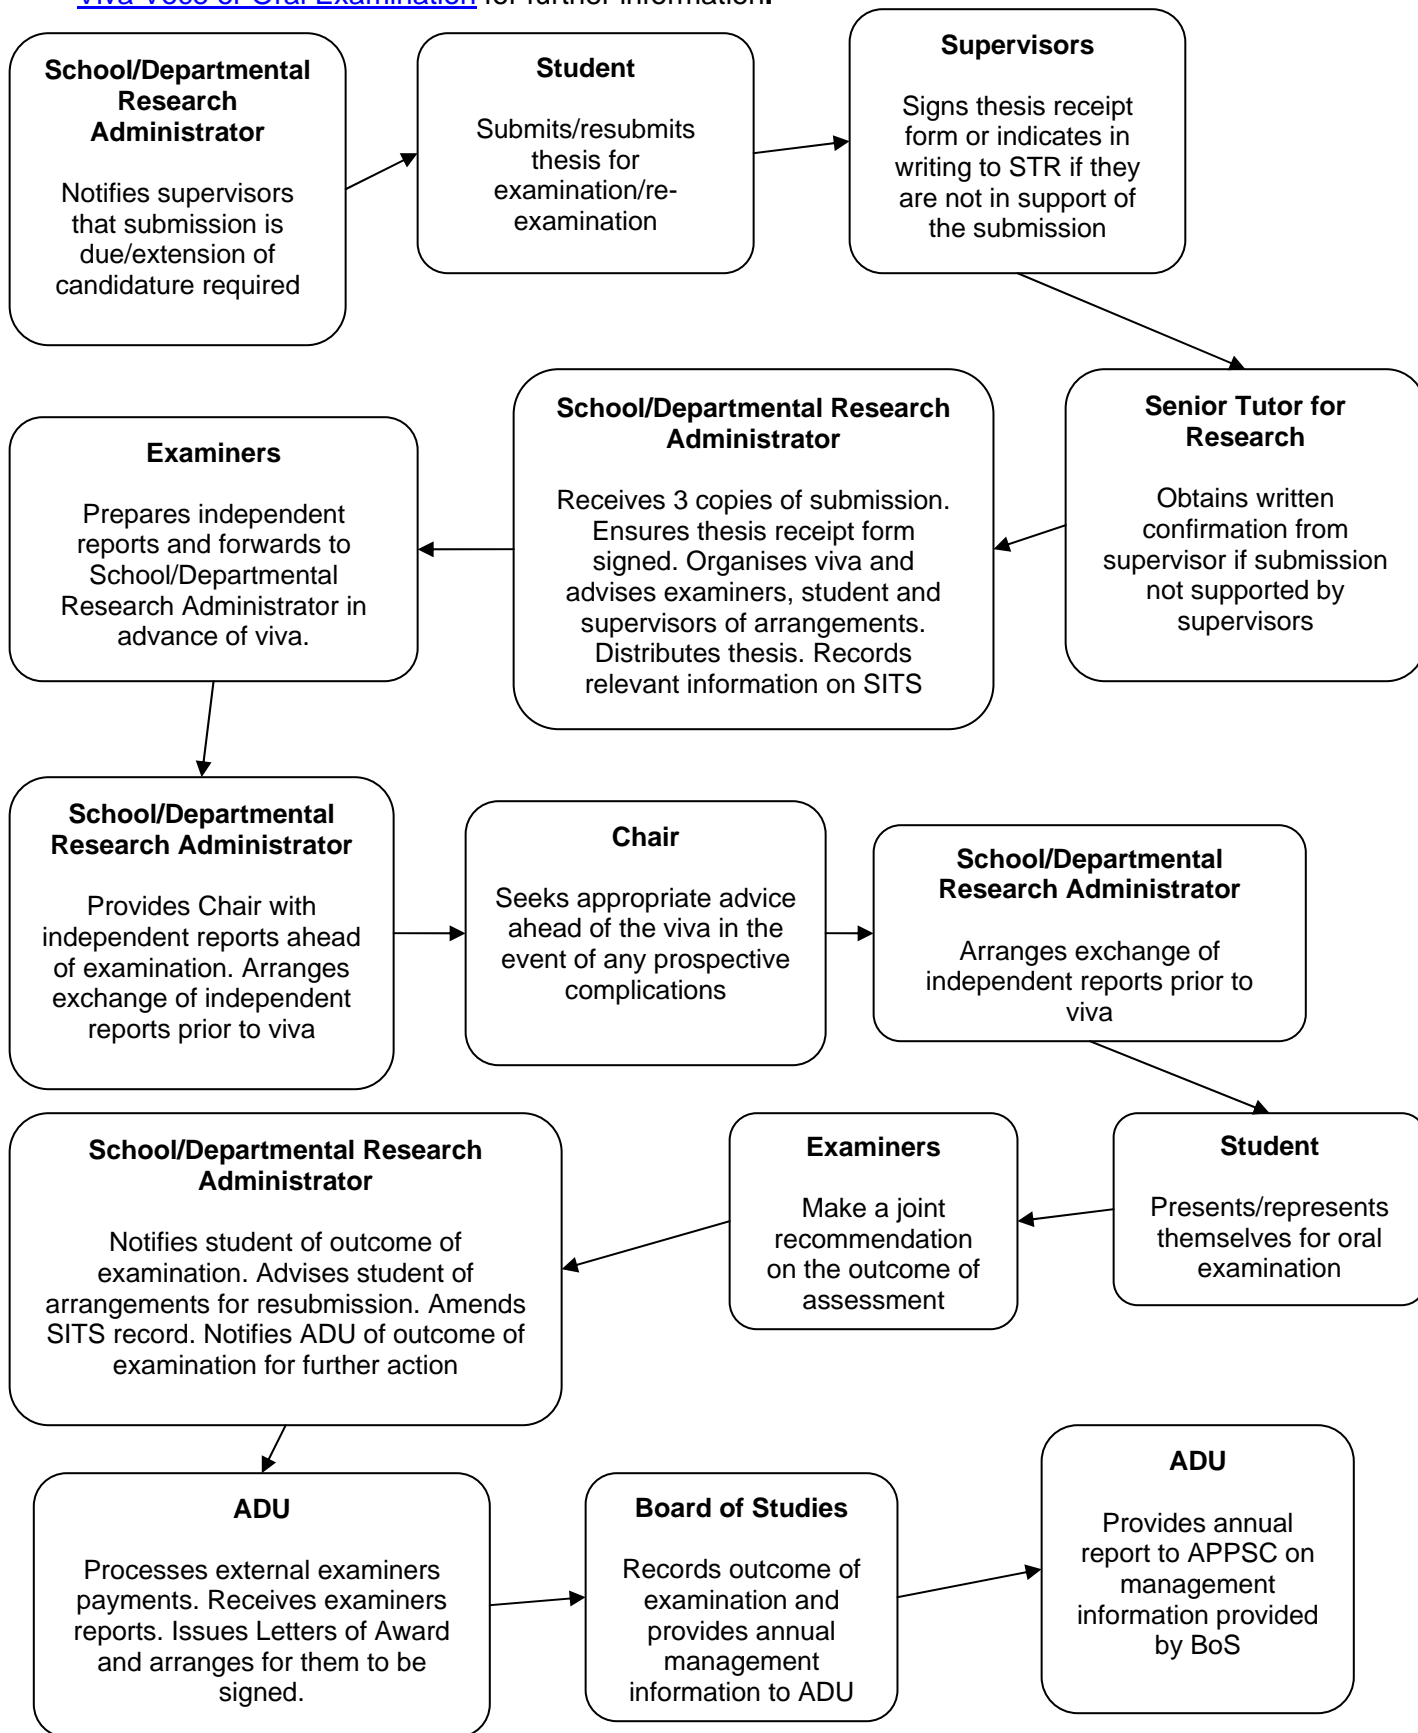 Viva Voce or Oral Examination for further information.
School/Departmental
Research
Administrator
Notifies supervisors
that submission is
due/extension of
candidature required
Student
Submits/resubmits
thesis for
examination/re-
examination
Supervisors
Signs thesis receipt
form or indicates in
writing to STR if they
are not in support of
the submission
Senior Tutor for
Research
Obtains written
confirmation from
supervisor if submission
not supported by
supervisors
School/Departmental Research
Administrator
Receives 3 copies of submission.
Ensures thesis receipt form
signed. Organises viva and
advises examiners, student and
supervisors of arrangements.
Distributes thesis. Records
relevant information on SITS
Examiners
Prepares independent
reports and forwards to
School/Departmental
Research Administrator in
advance of viva.
School/Departmental
Research Administrator
Provides Chair with
independent reports ahead
of examination. Arranges
exchange of independent
reports prior to viva
Chair
Seeks appropriate advice
ahead of the viva in the
event of any prospective
complications
School/Departmental
Research Administrator
Arranges exchange of
independent reports prior to
viva
Student
Presents/represents
themselves for oral
examination
Examiners
Make a joint
recommendation
on the outcome of
assessment
School/Departmental Research
Administrator
Notifies student of outcome of
examination. Advises student of
arrangements for resubmission. Amends
SITS record. Notifies ADU of outcome of
examination for further action
ADU
Processes external examiners
payments. Receives examiners
reports. Issues Letters of Award
and arranges for them to be
signed.
Board of Studies
Records outcome of
examination and
provides annual
management
information to ADU
ADU
Provides annual
report to APPSC on
management
information provided
by BoS